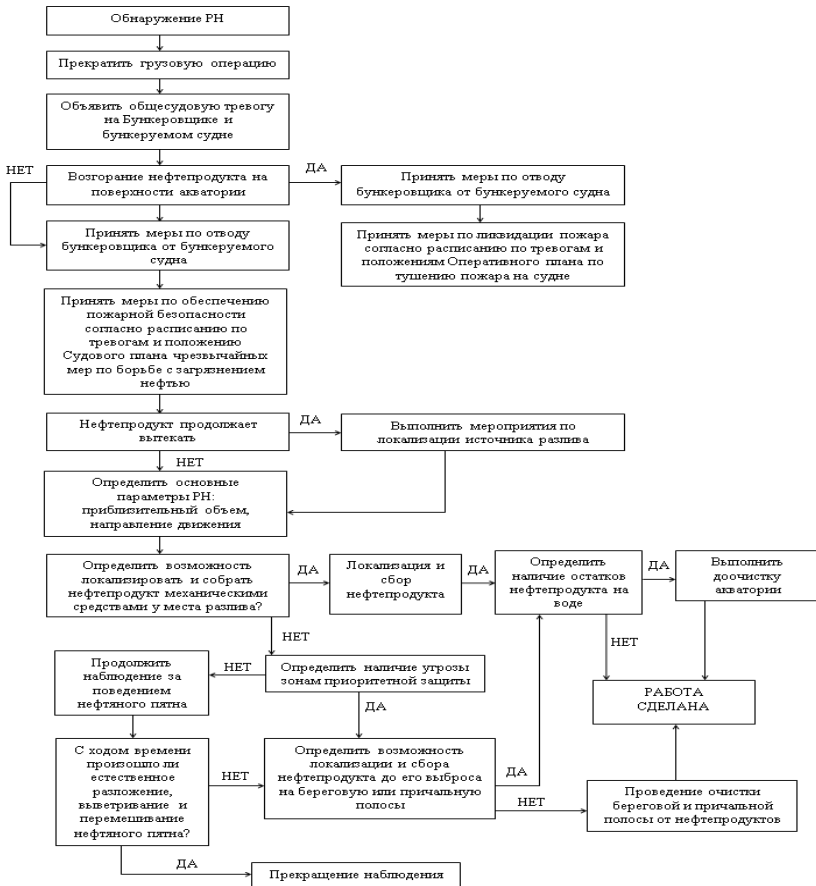 Обнаружение РН
Прекратить грузовую операцию
Объявить общесудовую тревогу
на Бункеровщике и
бункеруемом судне
НЕТ
Возгорание нефтепродукта на
поверхности акватории
ДА
Принять меры по отводу
бункеровщика от бункеруемого судна
Принять меры по отводу
бункеровщика от бункеруемого
судна
Принять меры по ликвидации пожара
согласно расписанию по тревогам и
положениям Оперативного плана по
тушению пожара на судне
Принять меры по обеспечению
пожарной безопасности
согласно расписанию по
тревогам и положению
Судового плана чрезвычайных
мер по борьбе с загрязнением
нефтью
Нефтепродукт продолжает
вытекать
ДА
Выполнить мероприятия по
локализации источника разлива
НЕТ
Определить основные
параметры РН:
приблизительный объем,
направление движения
Определить возможность
локализировать и собрать
нефтепродукт механическими
средствами у места разлива?
ДА
Локализация и
сбор
нефтепродукта
ДА
Определить
наличие остатков
нефтепродукта на
воде
ДА
Выполнить
доочистку
акватории
НЕТ
НЕТ
Продолжить
наблюдение за
поведением
нефтяного пятна
НЕТ
Определить наличие угрозы
зонам приоритетной защиты
РАБОТА
СДЕЛАНА
ДА
С ходом времени
произошло ли
естественное
разложение,
выветривание и
перемешивание
нефтяного пятна?
НЕТ
Определить возможность
локализации и сбора
нефтепродукта до его выброса
на береговую или причальную
полосы
ДА
НЕТ
Проведение очистки
береговой и причальной
полосы от нефтепродуктов
ДА
Прекращение наблюдения